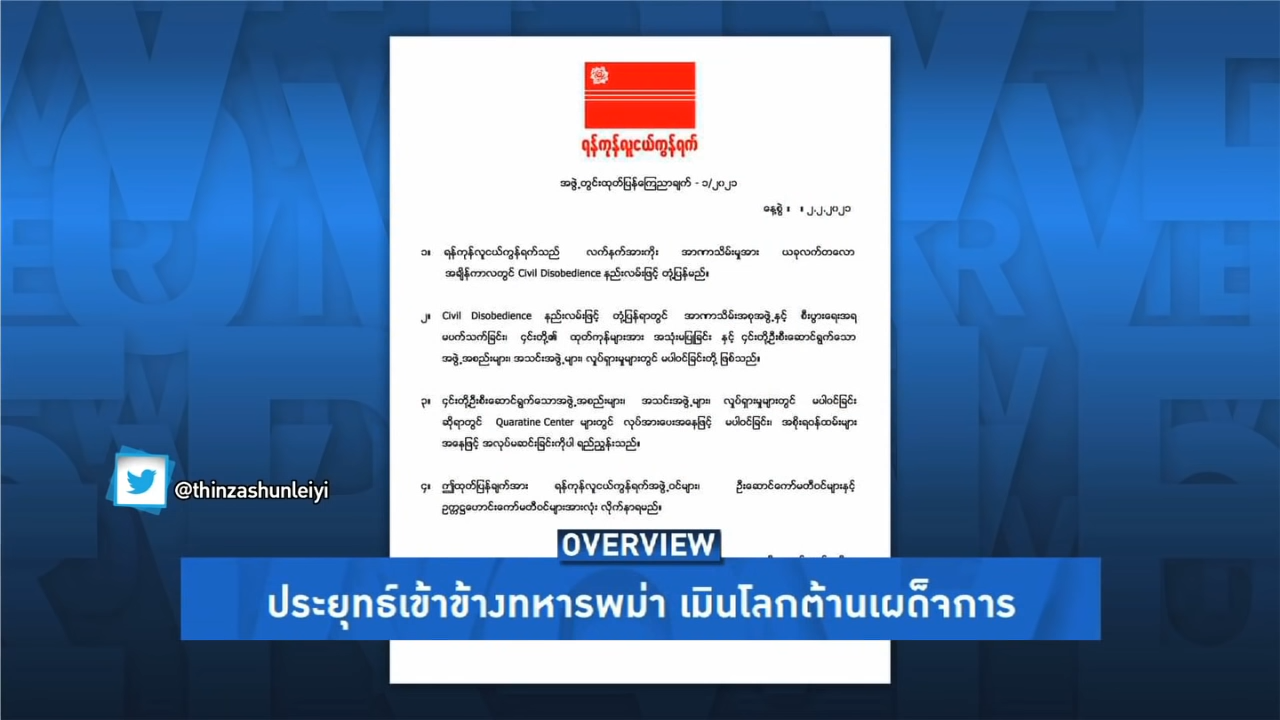 ရန်ကုန်လူငယ်ကွန်ရက်
အဖွဲ့တွင်းထုတ်ပြန်ကြေညာချက် - ၁/၂၀၂၁
နေ့စွဲ ။ ။ ၂.၂.၂၀၂၁
၁။ ရန်ကုန်လူငယ်ကွန်ရက်သည် လက်နက်အားကိုး အာဏာသိမ်းမှုအား ယခုလက်တလော
အချိန်ကာလတွင် Civil Disobedience နည်းလမ်းဖြင့် တုံ့ပြန်မည်။
၂။ Civil Disobedience နည်းလမ်းဖြင့် တုံ့ပြန်ရာတွင် အာဏာသိမ်းအစုအဖွဲ့နှင့် စီးပွားရေးအရ
မပက်သက်ခြင်း၊ ၎င်းတို့၏ ထုတ်ကုန်များအား အသုံးမပြုခြင်း နှင့် ၎င်းတို့ဦးစီးဆောင်ရွက်သော
အဖွဲ့အစည်းများ၊ အသင်းအဖွဲ့များ၊ လှုပ်ရှားမှုများတွင် မပါဝင်ခြင်းတို့ ဖြစ်သည်။
၃။ ၎င်းတို့ဦးစီးဆောင်ရွက်သောအဖွဲ့အစည်းများ၊ အသင်းအဖွဲ့များ၊ လှုပ်ရှားမှုများတွင် မပါဝင်ခြင်း
ဆိုရာတွင် Quaratine Center များတွင် လုပ်အားပေးအနေဖြင့် မပါဝင်ခြင်း၊ အစိုးရဝန်ထမ်းများ
အနေဖြင့် အလုပ်မဆင်းခြင်းကိုပါ ရည်ညွှန်းသည်။
၄။ ဤထုတ်ပြန်ချက်အား ရန်ကုန်လူငယ်ကွန်ရက်အဖွဲ့ဝင်များ၊ ဦးဆောင်ကော်မတီဝင်များနှင့်
ဥက္ကဋ္ဌဟောင်းကော်မတီဝင်များအားလုံး လိုက်နာရမည်။
@thinzashunleiyi
OVERVIEW
ประยุทธ์เข้าข้างทหารพม่า เมินโลกต้านเผด็จการ